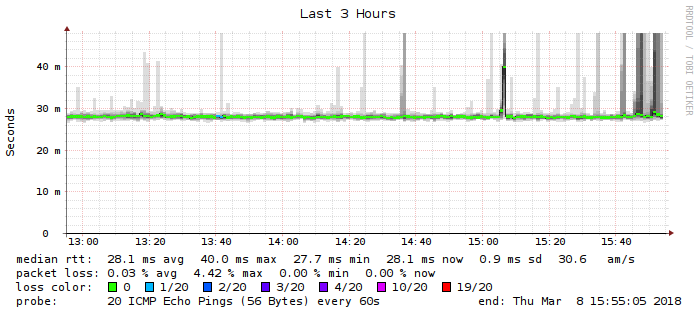 Last 3 Hours
RRDTOOL / TOBI OETIKER
Seconds
40 m
30 m
20 m
10 m
0
13:00 13:20 13:40 14:00 14:20 14:40 15:00 15:20 15:40
median rtt: 28.1 ms avg 40.0 ms max 27.7 ms min 28.1 ms now 0.9 ms sd 30.6 am/s
packet loss: 0.03 % avg 4.42 % max 0.00 % min 0.00 % now
loss color: 0 1/20 2/20 3/20 4/20 10/20 19/20
probe: 20 ICMP Echo Pings (56 Bytes) every 60s end: Thu Mar 8 15:55:05 2018